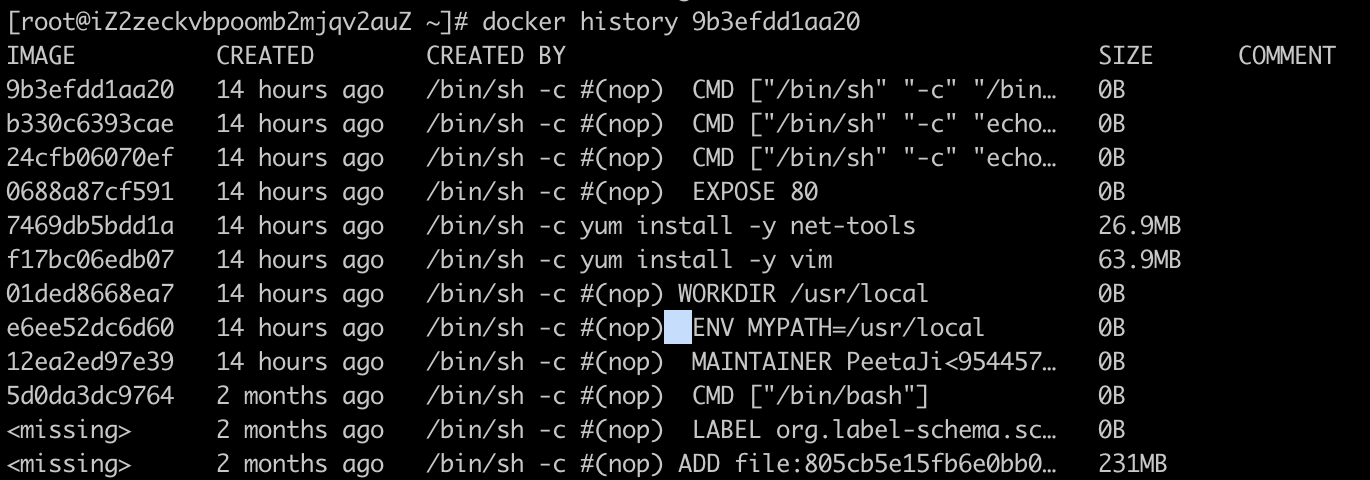 [root@iZ2zeckvbpoomb2mjqv2auZ ~]# docker history 9b3efdd1aa20
IMAGE CREATED CREATED BY SIZE COMMENT
9b3efdd1aa20 14 hours ago /bin/sh -c #(nop) CMD ["/bin/sh" "-c" "/bin… 0B
b330c6393cae 14 hours ago /bin/sh -c #(nop) CMD ["/bin/sh" "-c" "echo… 0B
24cfb06070ef 14 hours ago /bin/sh -c #(nop) CMD ["/bin/sh" "-c" "echo… 0B
0688a87cf591 14 hours ago /bin/sh -c #(nop) EXPOSE 80 0B
7469db5bdd1a 14 hours ago /bin/sh -c yum install -y net-tools 26.9MB
f17bc06edb07 14 hours ago /bin/sh -c yum install -y vim 63.9MB
01ded8668ea7 14 hours ago /bin/sh -c #(nop) WORKDIR /usr/local 0B
e6ee52dc6d60 14 hours ago /bin/sh -c #(nop) ENV MYPATH=/usr/local 0B
12ea2ed97e39 14 hours ago /bin/sh -c #(nop) MAINTAINER PeetaJi<954457… 0B
5d0da3dc9764 2 months ago /bin/sh -c #(nop) CMD ["/bin/bash"] 0B
<missing> 2 months ago /bin/sh -c #(nop) LABEL org.label-schema.sc… 0B
<missing> 2 months ago /bin/sh -c #(nop) ADD file:805cb5e15fb6e0bb0… 231MB